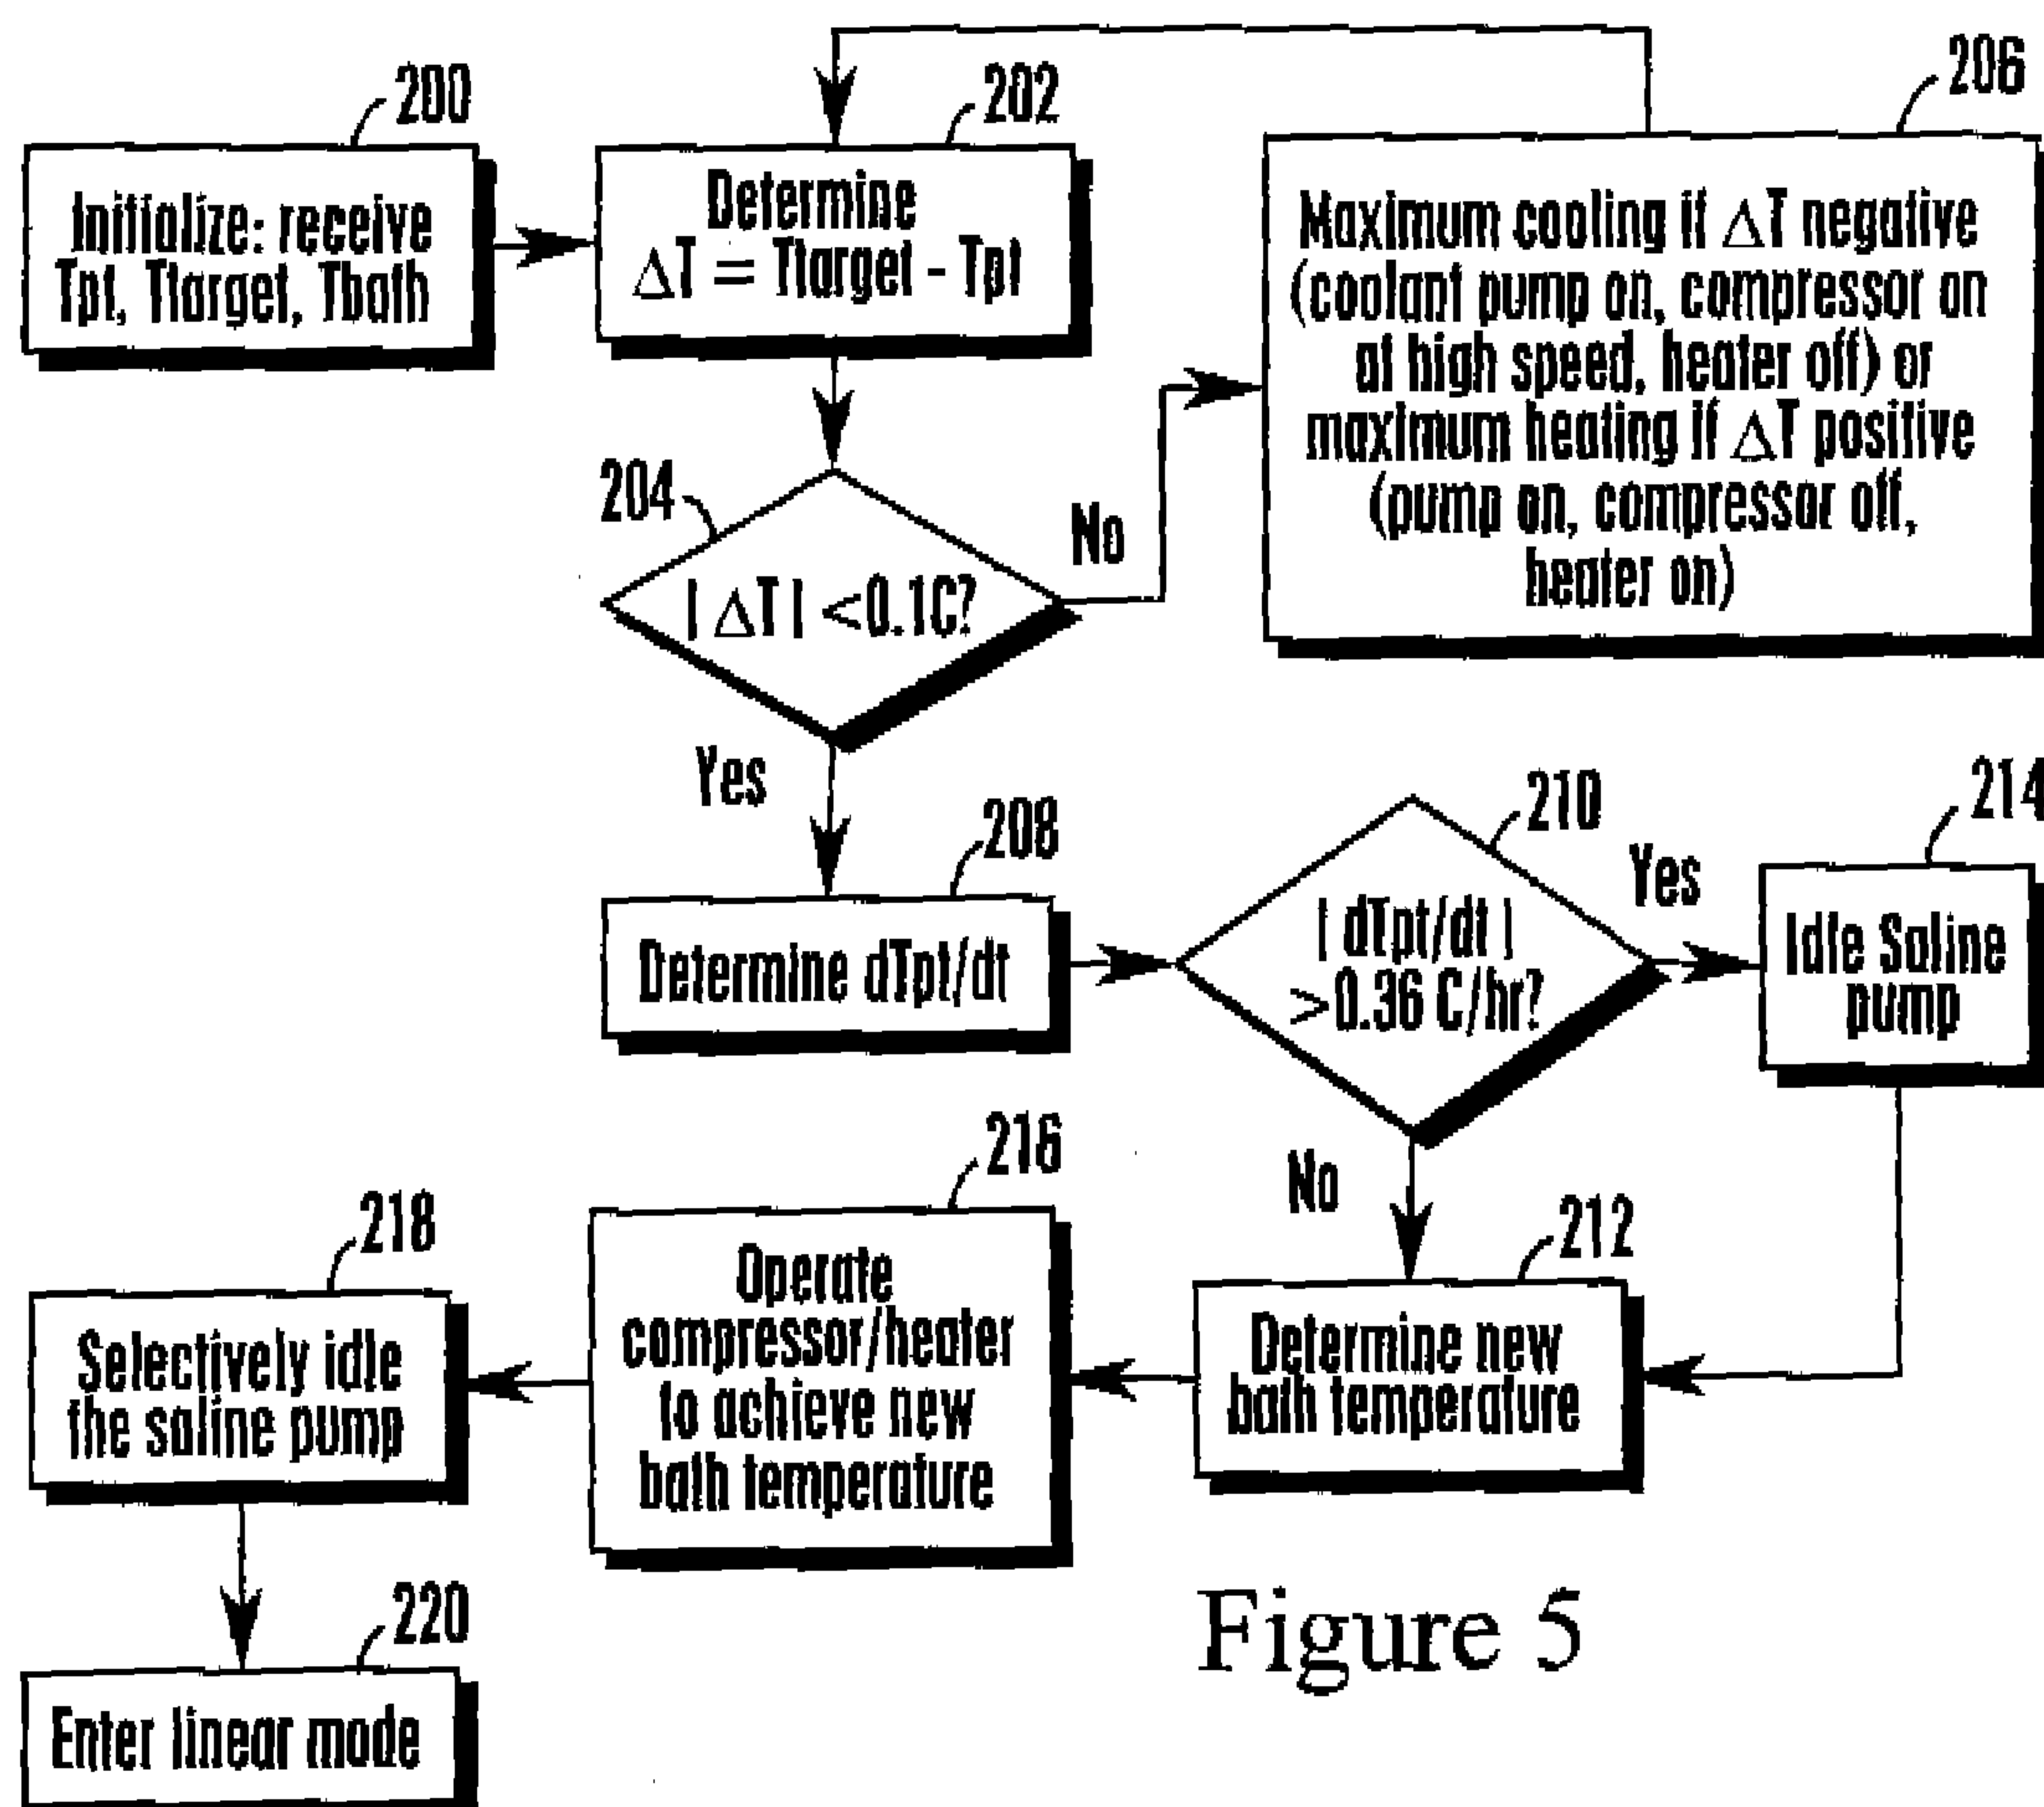 200
Initialize: receive
Tpt, Ttarget, Tbath
202
Determine
ΔT = Ttarget - Tpt
206
Maximum cooling if ΔT negative
(coolant pump on, compressor on
at high speed, heater off) or
maximum heating if ΔT positive
(pump on, compressor off,
heater on)
204
| ΔT | <0.1C?
No
Yes
208
Determine dTpt/dt
210
| dTpt/dt |
>0.36 C/hr?
Yes
No
214
Idle Saline
pump
212
Determine new
bath temperature
216
Operate
compressor/heater
to achieve new
bath temperature
218
Selectively idle
the saline pump
220
Enter linear mode
Figure 5